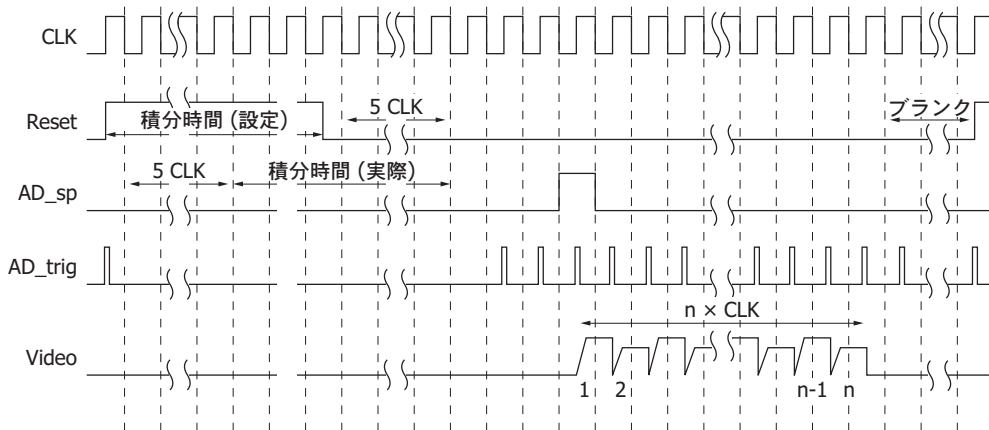 CLK
Reset
積分時間 (設定)
5 CLK
ブランク
5 CLK
積分時間 (実際)
AD_sp
AD_trig
n × CLK
Video
1 2 n-1 n